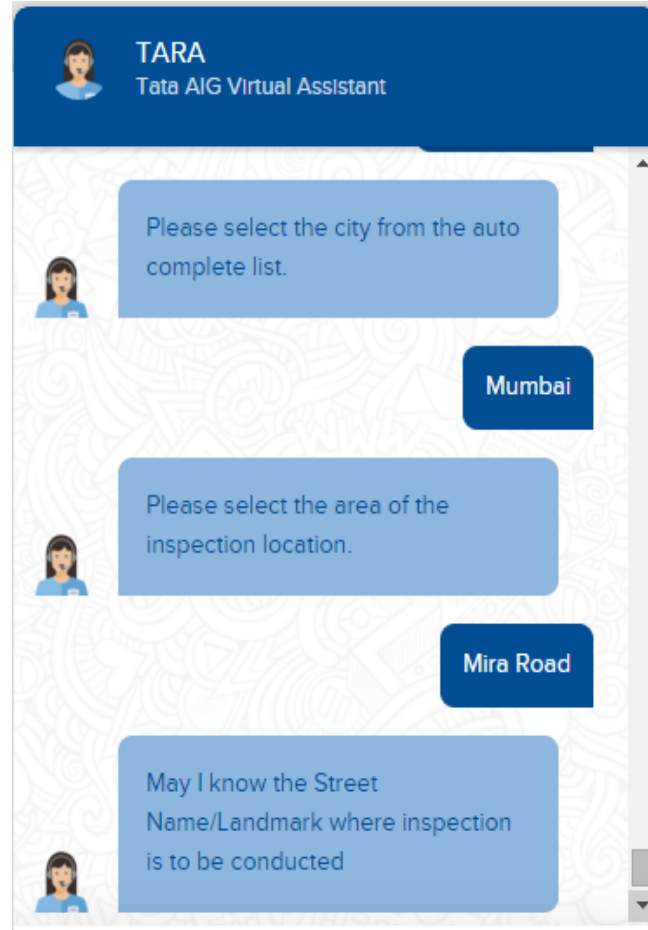 TARA
Tata AIG Virtual Assistant
Please select the city from the auto
complete list.
Mumbai
Please select the area of the
inspection location.
Mira Road
May I know the Street
Name/Landmark where inspection
is to be conducted